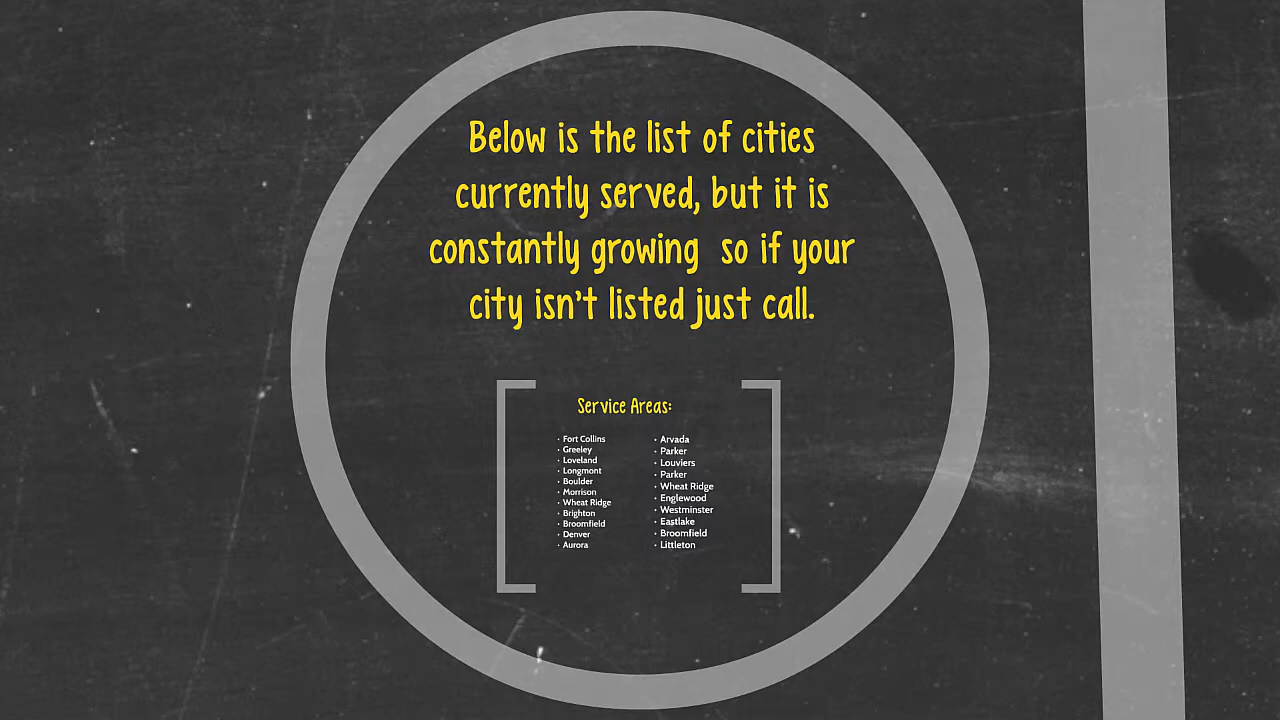 Below is the list of cities
currently served, but it is
constantly growing  so if your
city isn't listed just call.
Service Areas:
· Fort Collins
· Greeley
· Loveland
· Longmont
· Boulder
· Morrison
· Wheat Ridge
· Brighton
· Broomfield
· Denver
· Aurora
· Arvada
· Parker
· Louviers
· Parker
· Wheat Ridge
· Englewood
· Westminster
· Eastlake
· Broomfield
· Littleton